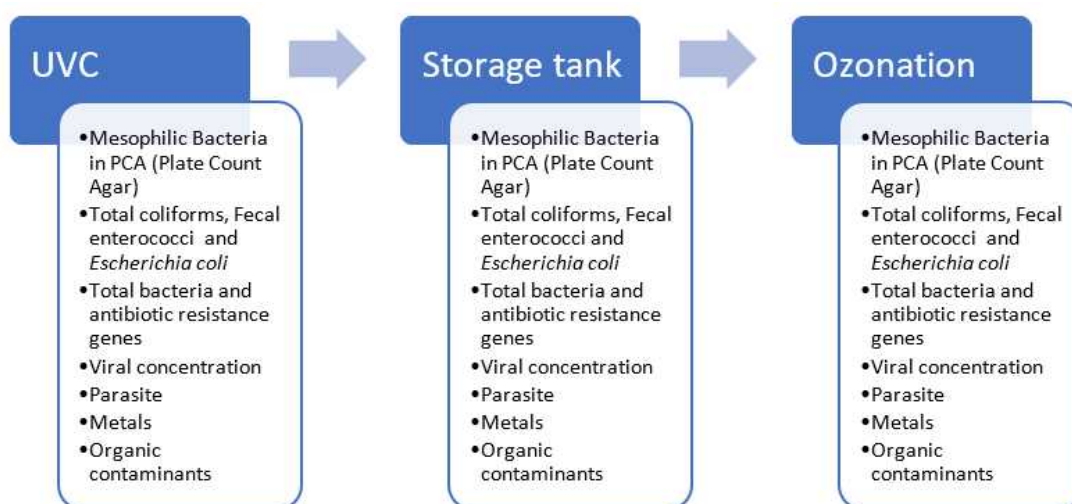 UVC
•Mesophilic Bacteria
in PCA (Plate Count
Agar)
•Total coliforms, Fecal
enterococci and
Escherichia coli
•Total bacteria and
antibiotic resistance
genes
•Viral concentration
•Parasite
•Metals
•Organic
contaminants
Storage tank
•Mesophilic Bacteria
in PCA (Plate Count
Agar)
•Total coliforms, Fecal
enterococci and
Escherichia coli
•Total bacteria and
antibiotic resistance
genes
•Viral concentration
•Parasite
•Metals
•Organic
contaminants
Ozonation
•Mesophilic Bacteria
in PCA (Plate Count
Agar)
•Total coliforms, Fecal
enterococci and
Escherichia coli
•Total bacteria and
antibiotic resistance
genes
•Viral concentration
•Parasite
•Metals
•Organic
contaminants